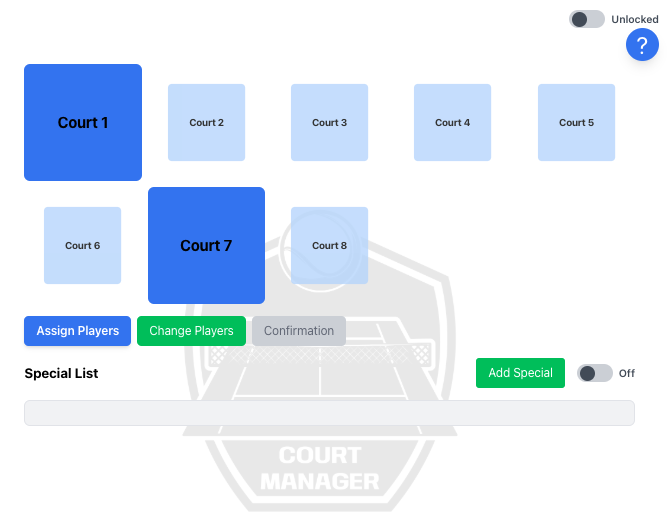 Unlocked
?
Court 1
Court 2
Court 3
Court 4
Court 5
Court 6
Court 7
Court 8
Assign Players
Change Players
Confirmation
Special List
Add Special
Off
COURT
MANAGER